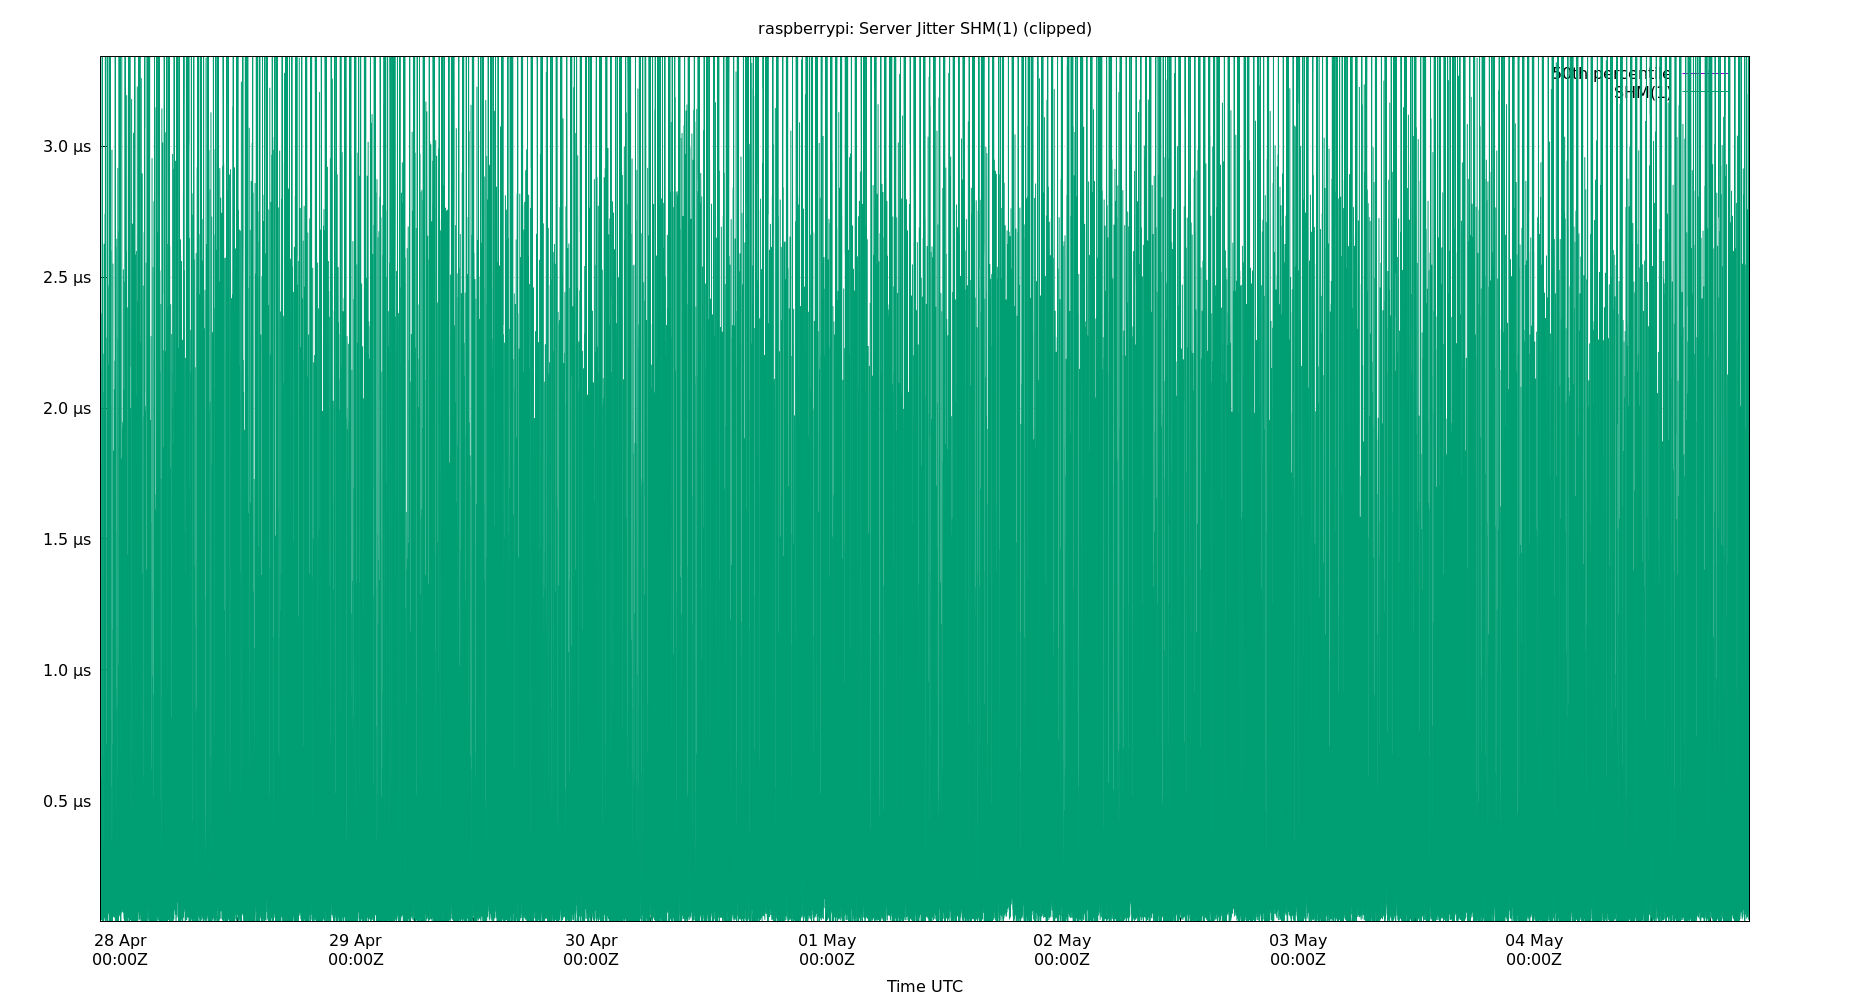 raspberrypi: Server Jitter SHM(1) (clipped)
50th percentile
SHM(1)
3.0 µs
2.5 µs
2.0 µs
1.5 µs
1.0 µs
0.5 µs
28 Apr 29 Apr 30 Apr 01 May 02 May 03 May 04 May
00:00Z 00:00Z 00:00Z 00:00Z 00:00Z 00:00Z 00:00Z
Time UTC